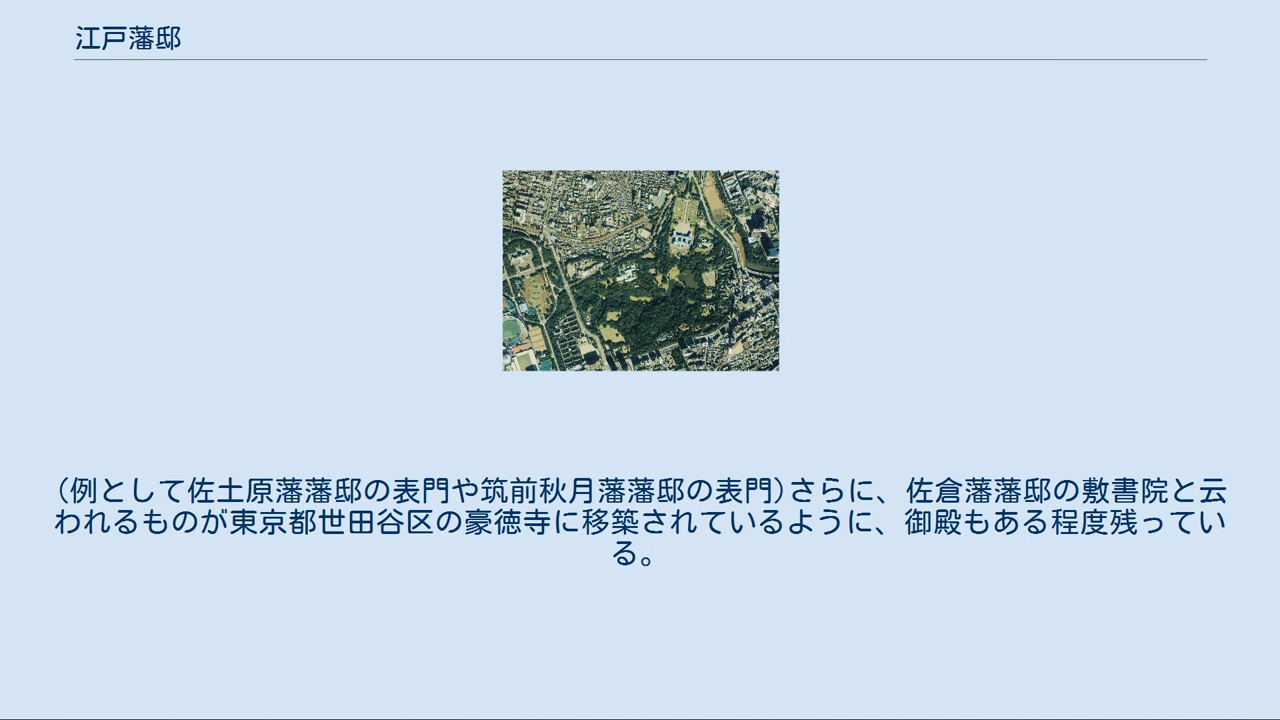 江戸藩邸
(例として佐土原藩藩邸の表門や筑前秋月藩藩邸の表門)さらに、佐倉藩藩邸の敷書院と云
われるものが東京都世田谷区の豪徳寺に移築されているように、御殿もある程度残ってい
る。